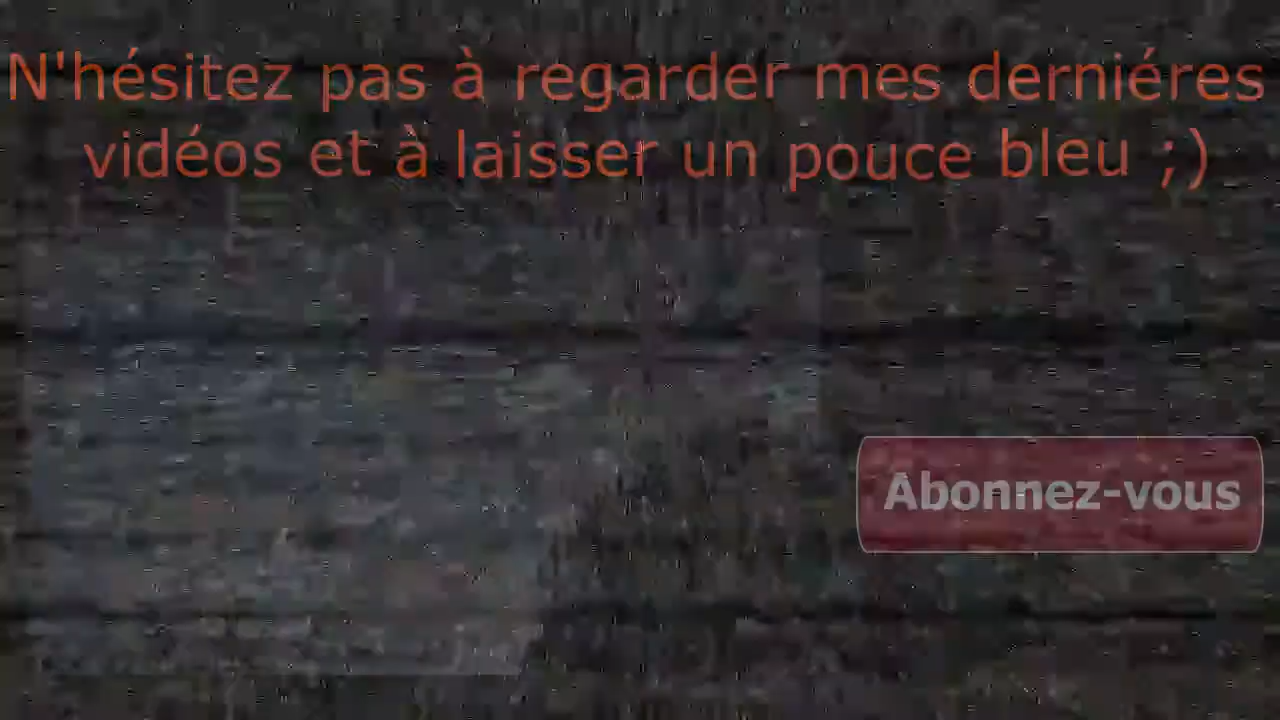 N'hésitez pas à regarder mes derniéres
vidéos et à laisser un pouce bleu ;)
Abonnez-vous